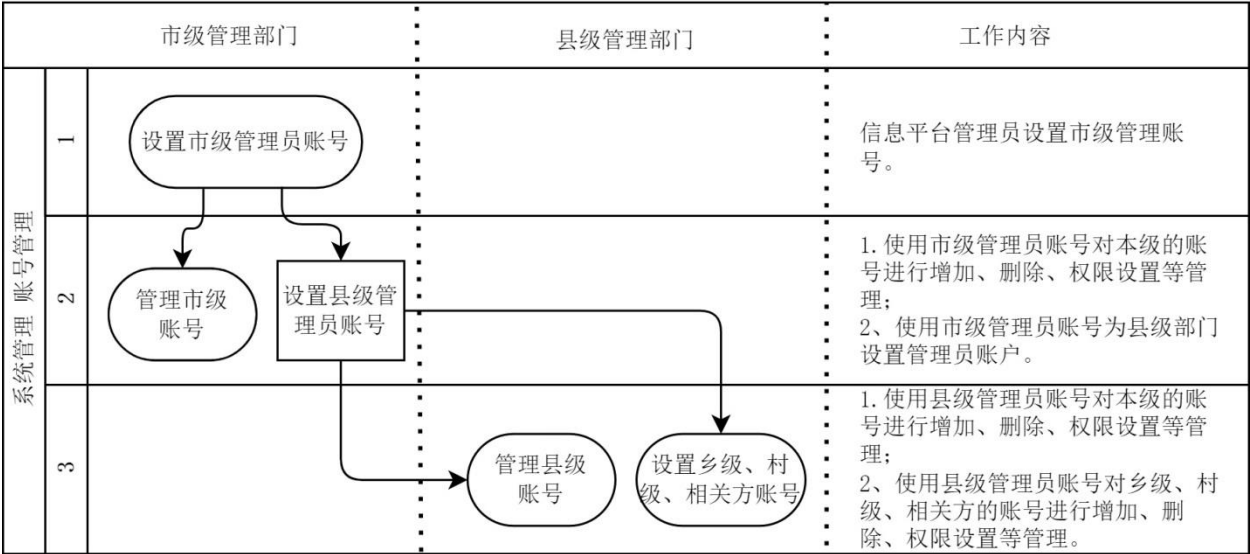 市级管理部门
县级管理部门
工作内容
系统管理 账号管理
1
设置市级管理员账号
信息平台管理员设置市级管理账
号。
2
管理市级
账号
设置县级管
理员账号
1.使用市级管理员账号对本级的账
号进行增加、删除、权限设置等管
理;
2、使用市级管理员账号为县级部门
设置管理员账户。
3
管理县级
账号
设置乡级、村
级、相关方账号
1.使用县级管理员账号对本级的账
号进行增加、删除、权限设置等管
理;
2、使用县级管理员账号对乡级、村
级、相关方的账号进行增加、删
除、权限设置等管理。